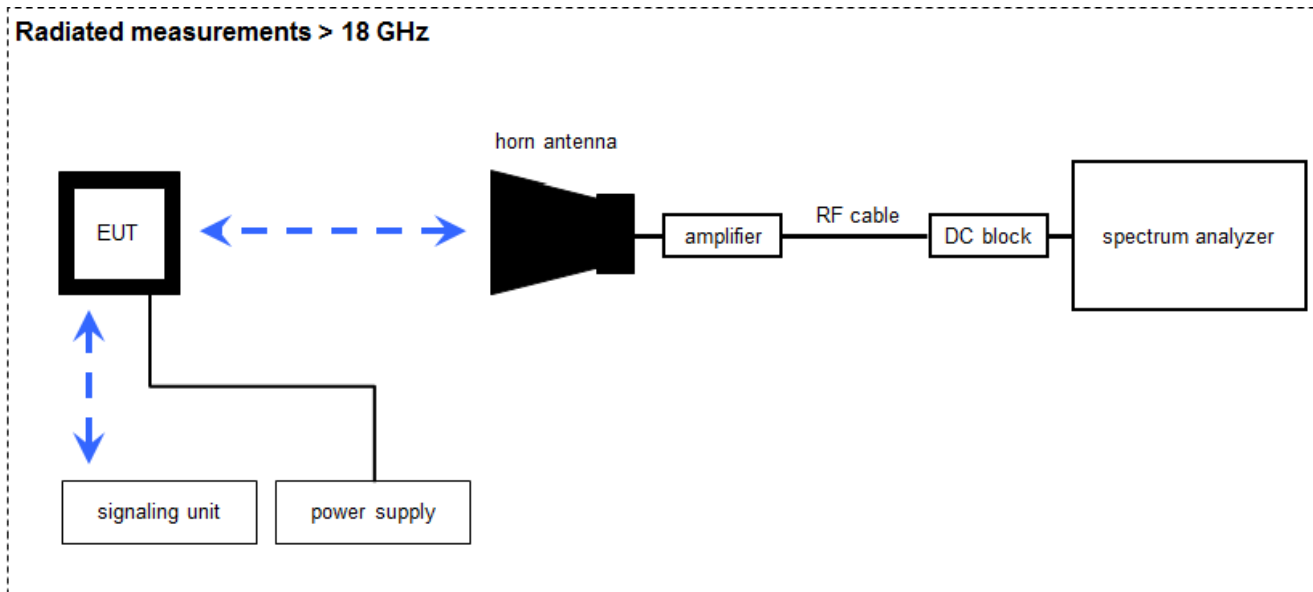 Radiated measurements > 18 GHz
horn antenna
EUT
amplifier
RF cable
DC block
spectrum analyzer
signaling unit
power supply